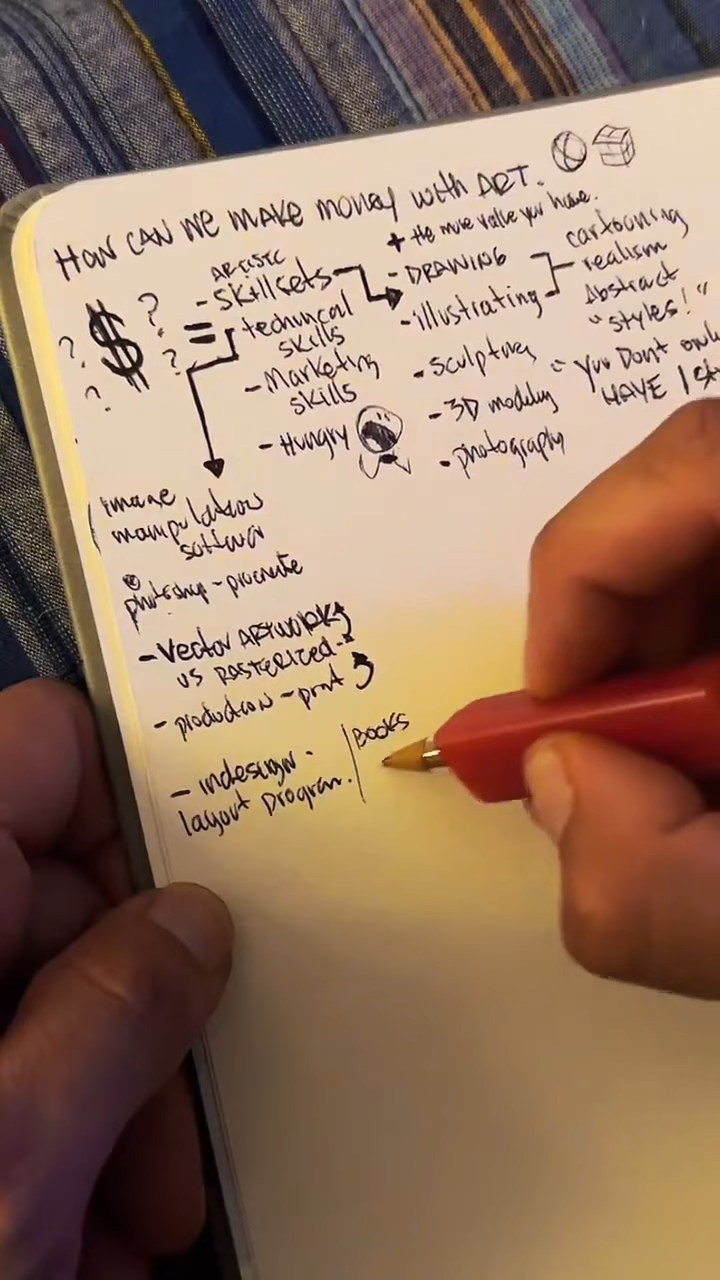 HOW CAN WE MAKE MONEY WITH ART.
$ ? ? ? ?
=
ARTISTIC
- Skillsets
technical
skills
- Marketing
skills
- Hungry
+ the more value you have.
- DRAWING
- illustrating
- sculpture
- 3D modeling
- photography
cartooning
realism
Abstract
"styles!"
"You Dont only
HAVE 1
image
manipulation
photoshop - procreate
- Vector ARTWORK
vs RASTERIZED -
- production - print
- indesign -
layout program.
BOOKS